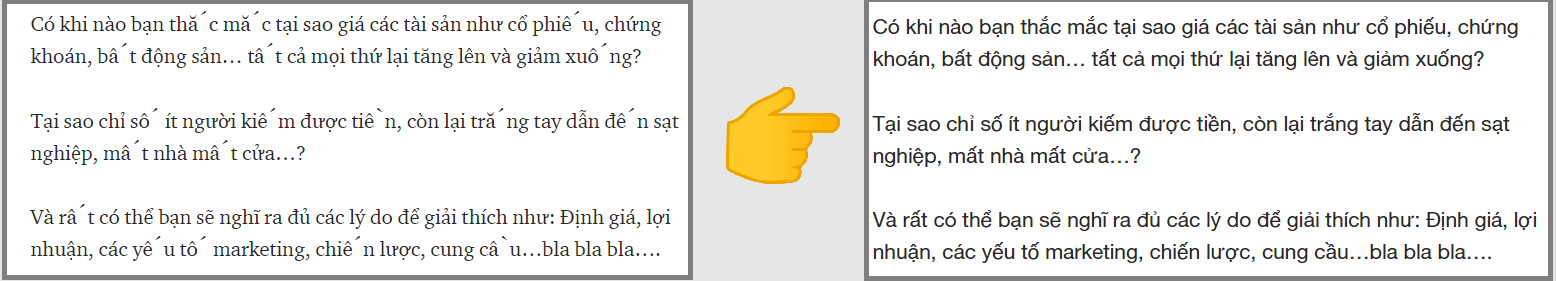 Có khi nào bạn thă´c mă´c tại sao giá các tài sản như cổ phiê´u, chứng
khoán, bâ´t động sản… tâ´t cả mọi thứ lại tăng lên và giảm xuô´ng?
Tại sao chỉ sô´ ít người kiê´m được tiê`n, còn lại tră´ng tay dẫn đê´n sạt
nghiệp, mâ´t nhà mâ´t cửa…?
Và râ´t có thể bạn sẽ nghĩ ra đủ các lý do để giải thích như: Định giá, lợi
nhuận, các yê´u tô´ marketing, chiê´n lược, cung câ`u…bla bla bla….
Có khi nào bạn thắc mắc tại sao giá các tài sản như cổ phiếu, chứng
khoán, bất động sản… tất cả mọi thứ lại tăng lên và giảm xuống?
Tại sao chỉ số ít người kiếm được tiền, còn lại trắng tay dẫn đến sạt
nghiệp, mất nhà mất cửa…?
Và rất có thể bạn sẽ nghĩ ra đủ các lý do để giải thích như: Định giá, lợi
nhuận, các yếu tố marketing, chiến lược, cung cầu…bla bla bla….